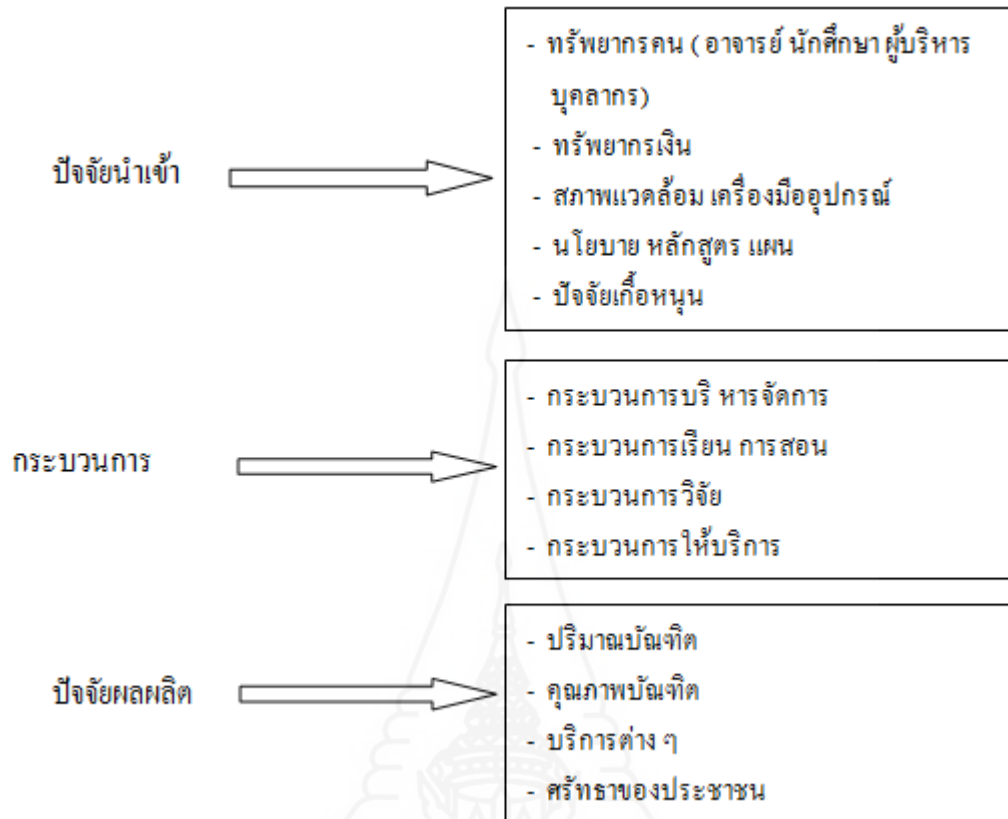 ปัจจัยนำเข้า
- ทรัพยากรคน ( อาจารย์ นักศึกษา ผู้บริหาร
บุคลากร)
- ทรัพยากรเงิน
- สภาพแวดล้อม เครื่องมืออุปกรณ์
- นโยบาย หลักสูตร แผน
- ปัจจัยเกื้อหนุน
กระบวนการ
- กระบวนการบริ หารจัดการ
- กระบวนการเรียน การสอน
- กระบวนการวิจัย
- กระบวนการให้บริการ
ปัจจัยผลผลิต
- ปริมาณบัณฑิต
- คุณภาพบัณฑิต
- บริการต่าง ๆ
- ศรัทธาของประชาชน